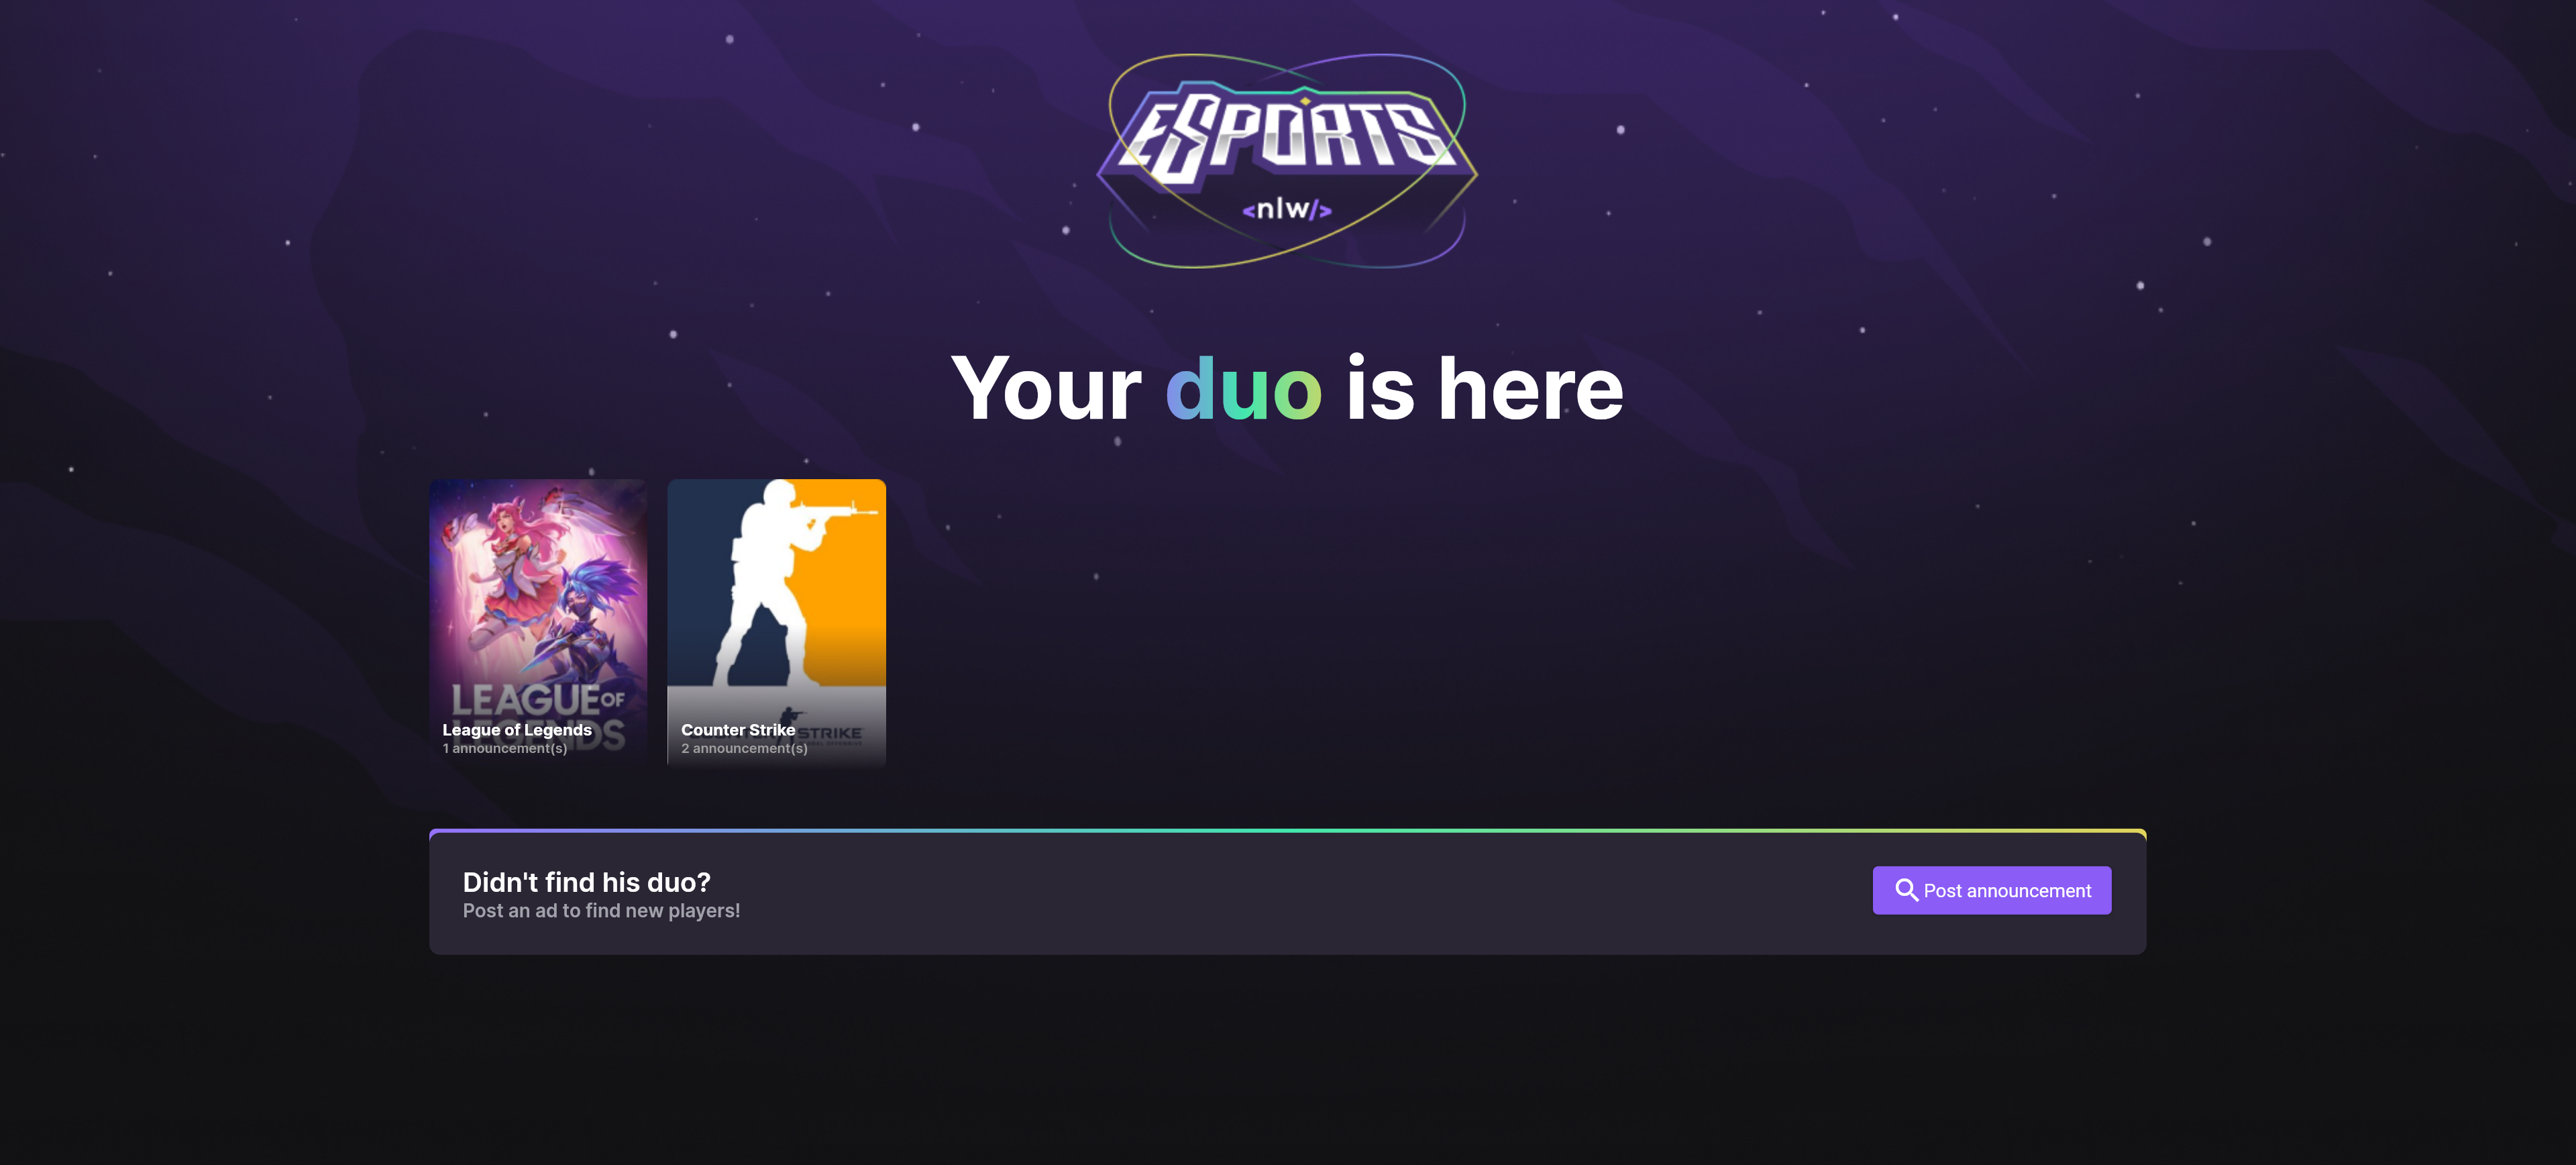 ESPORTS
<nlw/>
Your duo is here
LEAGUE OF
LEGENDS
League of Legends
1 announcement(s)
STRIKE
Counter Strike
2 announcement(s)
Didn't find his duo?
Post an ad to find new players!
Post announcement